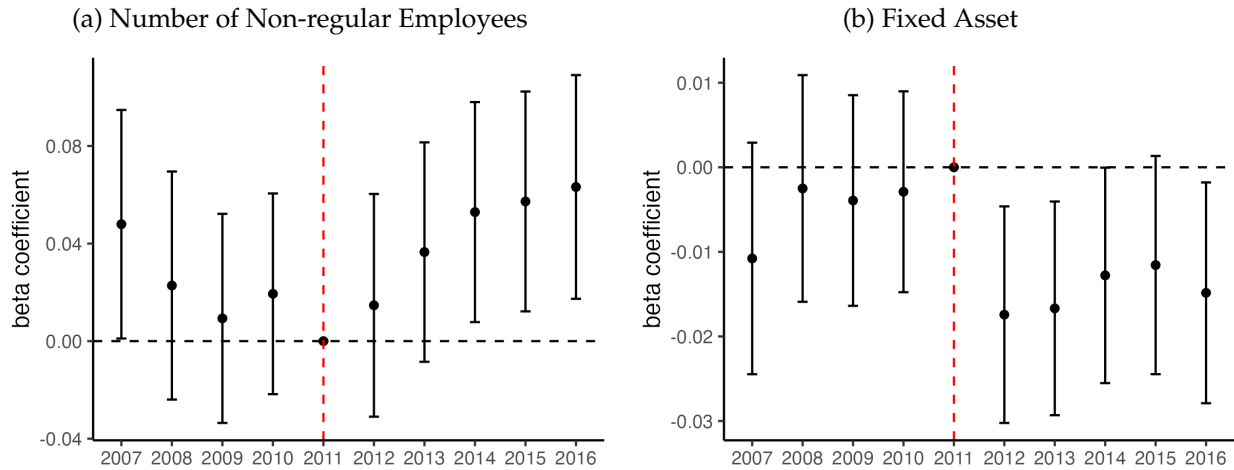 (a) Number of Non-regular Employees
beta coefficient
0.08
0.04
0.00
-0.04
2007 2008 2009 2010 2011 2012 2013 2014 2015 2016
(b) Fixed Asset
beta coefficient
0.01
0.00
-0.01
-0.02
-0.03
2007 2008 2009 2010 2011 2012 2013 2014 2015 2016